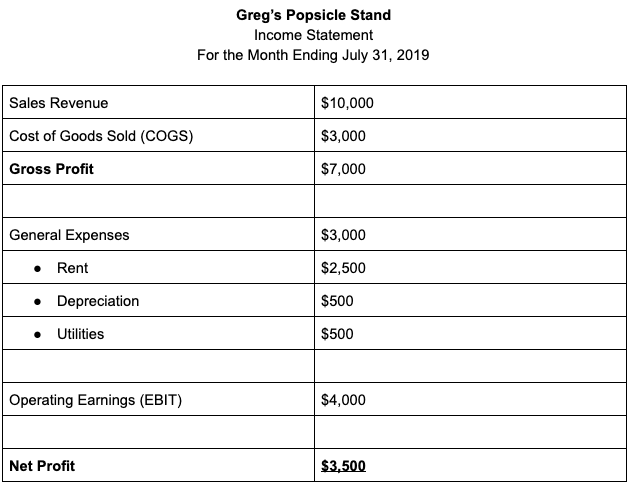 Greg’s Popsicle Stand
Income Statement
For the Month Ending July 31, 2019
Sales Revenue $10,000
Cost of Goods Sold (COGS) $3,000
Gross Profit $7,000
General Expenses $3,000
● Rent $2,500
● Depreciation $500
● Utilities $500
Operating Earnings (EBIT) $4,000
Net Profit $3,500